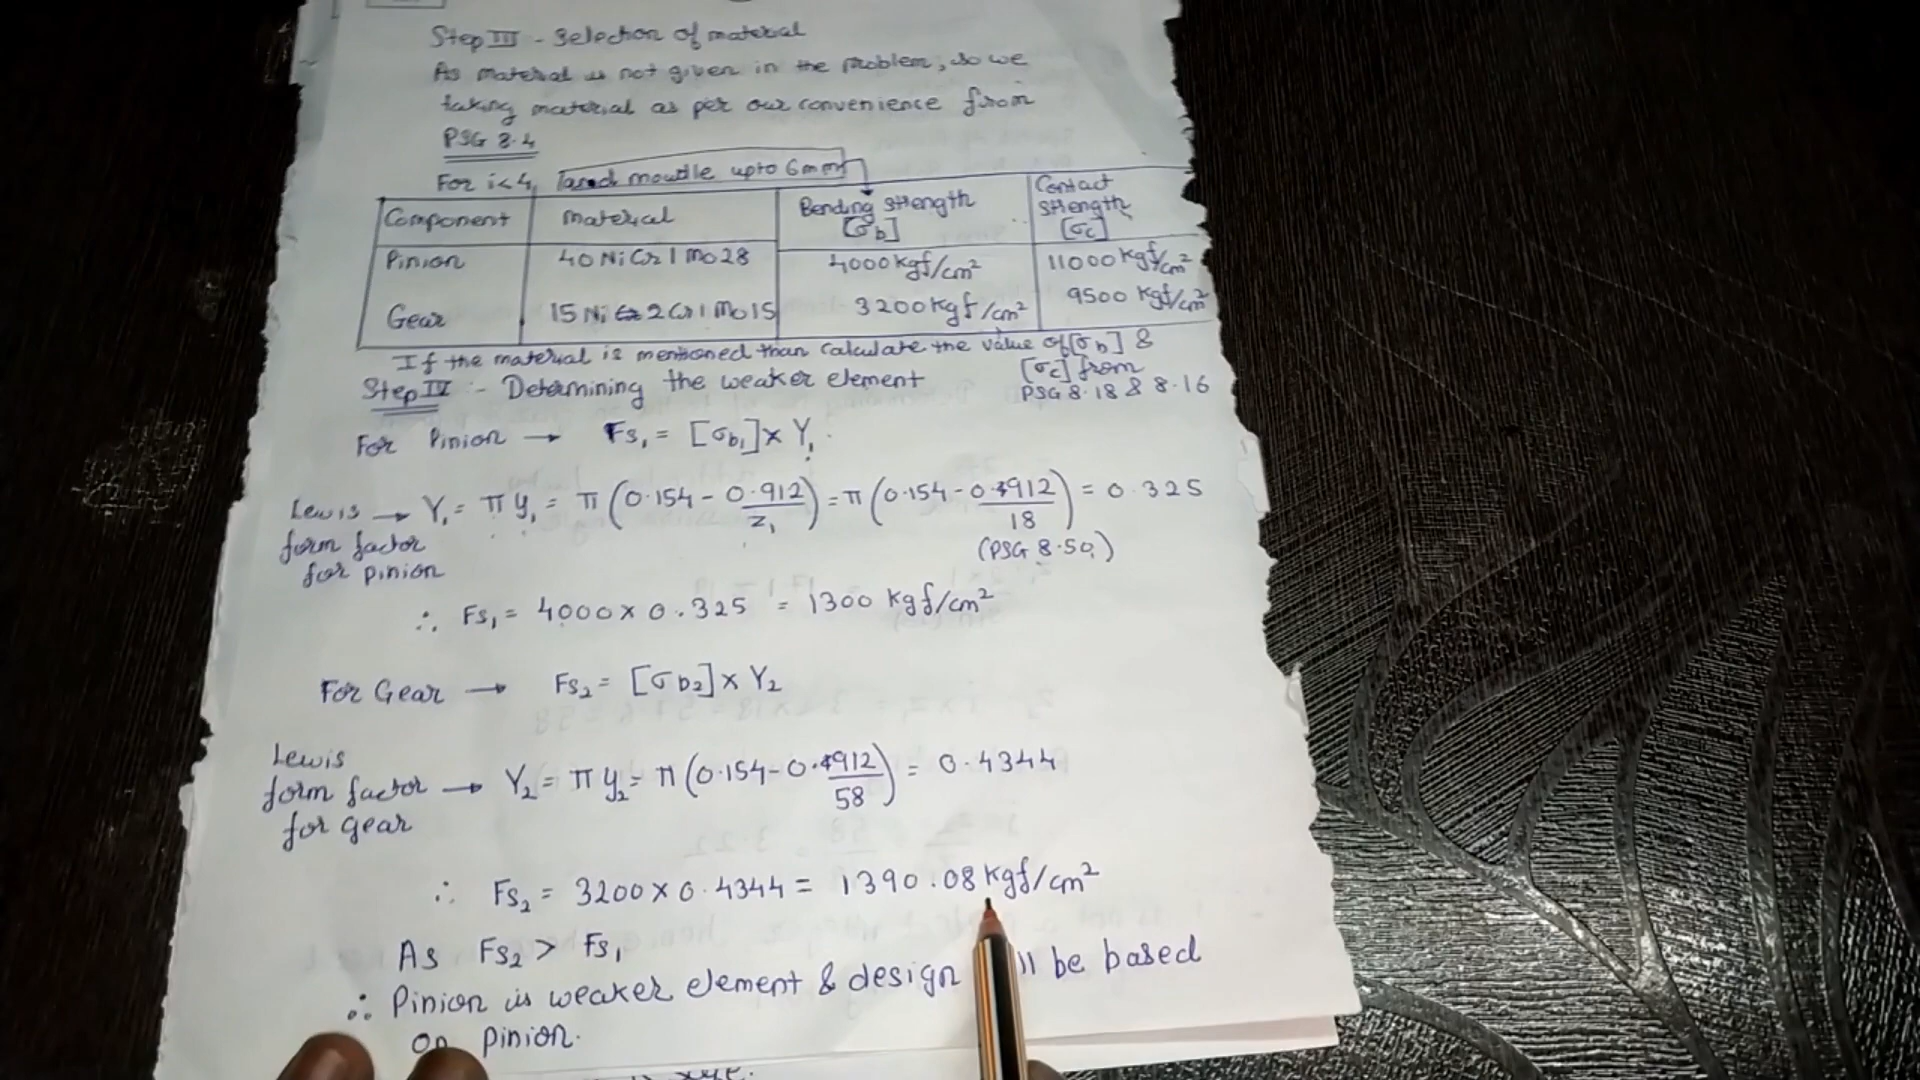 Step III - Selection of material
As material is not given in the problem, so we
taking material as per our convenience from
PSG 8.4
For i<4, and moudle upto 6mm
Component Material Bending strength [σb] Contact strength [σc]
Pinion 40 Ni Cr 1 Mo 28 4000 kgf/cm² 11000 kgf/cm²
Gear 15 Ni 2 Cr 1 Mo 15 3200 kgf/cm² 9500 kgf/cm²
If the material is mentioned than calculate the value of [σb] &
[σc] from
PSG 8.18 & 8.16
Step IV :- Determining the weaker element
For Pinion → Fs₁ = [σb₁] x Y₁
Lewis form factor for pinion → Y₁ = π y₁ = π (0.154 - 0.912/z₁) = π (0.154 - 0.912/18) = 0.325
(PSG 8.50)
∴ Fs₁ = 4000 x 0.325 = 1300 kgf/cm²
For Gear → Fs₂ = [σb₂] x Y₂
Lewis form factor for gear → Y₂ = π y₂ = π (0.154 - 0.912/58) = 0.4344
∴ Fs₂ = 3200 x 0.4344 = 1390.08 kgf/cm²
As Fs₂ > Fs₁
∴ Pinion is weaker element & design ll be based
on pinion.